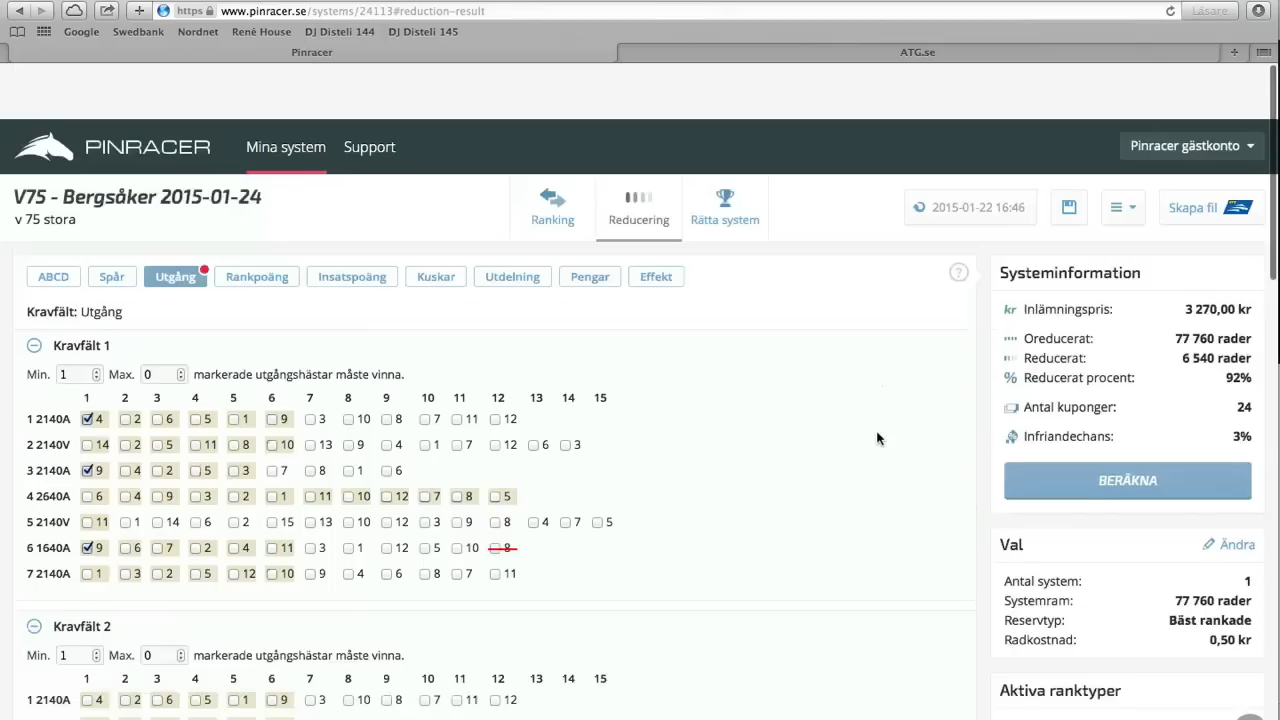 https www.pinracer.se/systems/24113#reduction-result Läsare
Google Swedbank Nordnet Renè House DJ Disteli 144 DJ Disteli 145
Pinracer ATG.se
PINRACER Mina system Support Pinracer gästkonto
V75 - Bergsåker 2015-01-24
v 75 stora
Ranking Reducering Rätta system
2015-01-22 16:46 Skapa fil
ABCD Spår Utgång Rankpoäng Insatspoäng Kuskar Utdelning Pengar Effekt ?
Kravfält: Utgång
Kravfält 1
Min. 1 Max. 0 markerade utgångshästar måste vinna.
1 2 3 4 5 6 7 8 9 10 11 12 13 14 15
1 2140A 4 2 6 5 1 9 3 10 8 7 11 12
2 2140V 14 2 5 11 8 10 13 9 4 1 7 12 6 3
3 2140A 9 4 2 5 3 7 8 1 6
4 2640A 6 4 9 3 2 1 11 10 12 7 8 5
5 2140V 11 1 14 6 2 15 13 10 12 3 9 8 4 7 5
6 1640A 9 6 7 2 4 11 3 1 12 5 10 8
7 2140A 1 3 2 5 12 10 9 4 6 8 7 11
Kravfält 2
Min. 1 Max. 0 markerade utgångshästar måste vinna.
1 2 3 4 5 6 7 8 9 10 11 12 13 14 15
1 2140A 4 2 6 5 1 9 3 10 8 7 11 12
Systeminformation
kr Inlämningspris: 3 270,00 kr
Oreducerat: 77 760 rader
Reducerat: 6 540 rader
% Reducerat procent: 92%
Antal kuponger: 24
Infriandechans: 3%
BERÄKNA
Val Ändra
Antal system: 1
Systemram: 77 760 rader
Reservtyp: Bäst rankade
Radkostnad: 0,50 kr
Aktiva ranktyper